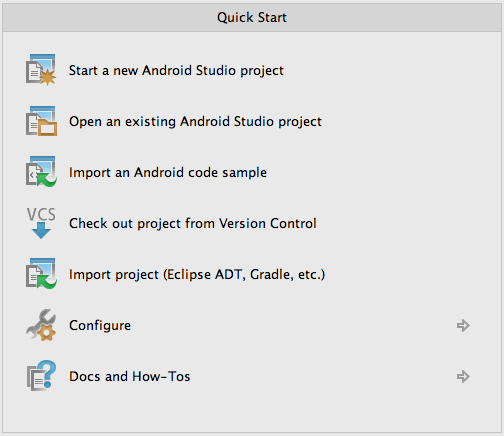 Quick Start
Start a new Android Studio project
Open an existing Android Studio project
Import an Android code sample
VCS
Check out project from Version Control
Import project (Eclipse ADT, Gradle, etc.)
Configure
Docs and How-Tos